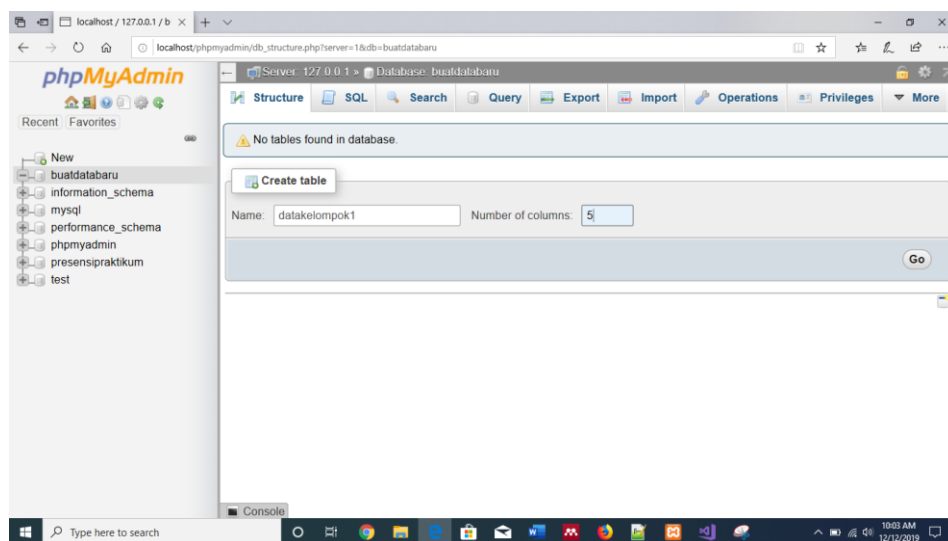 localhost / 127.0.0.1 / b
localhost/phpmyadmin/db_structure.php?server=1&db=buatdatabaru
phpMyAdmin
Recent Favorites
New
buatdatabaru
information_schema
mysql
performance_schema
phpmyadmin
presensipraktikum
test
Server: 127.0.0.1 » Database: buatdatabaru
Structure SQL Search Query Export Import Operations Privileges More
No tables found in database.
Create table
Name: datakelompok1 Number of columns: 5
Go
Console
Type here to search
10:03 AM
12/12/2019